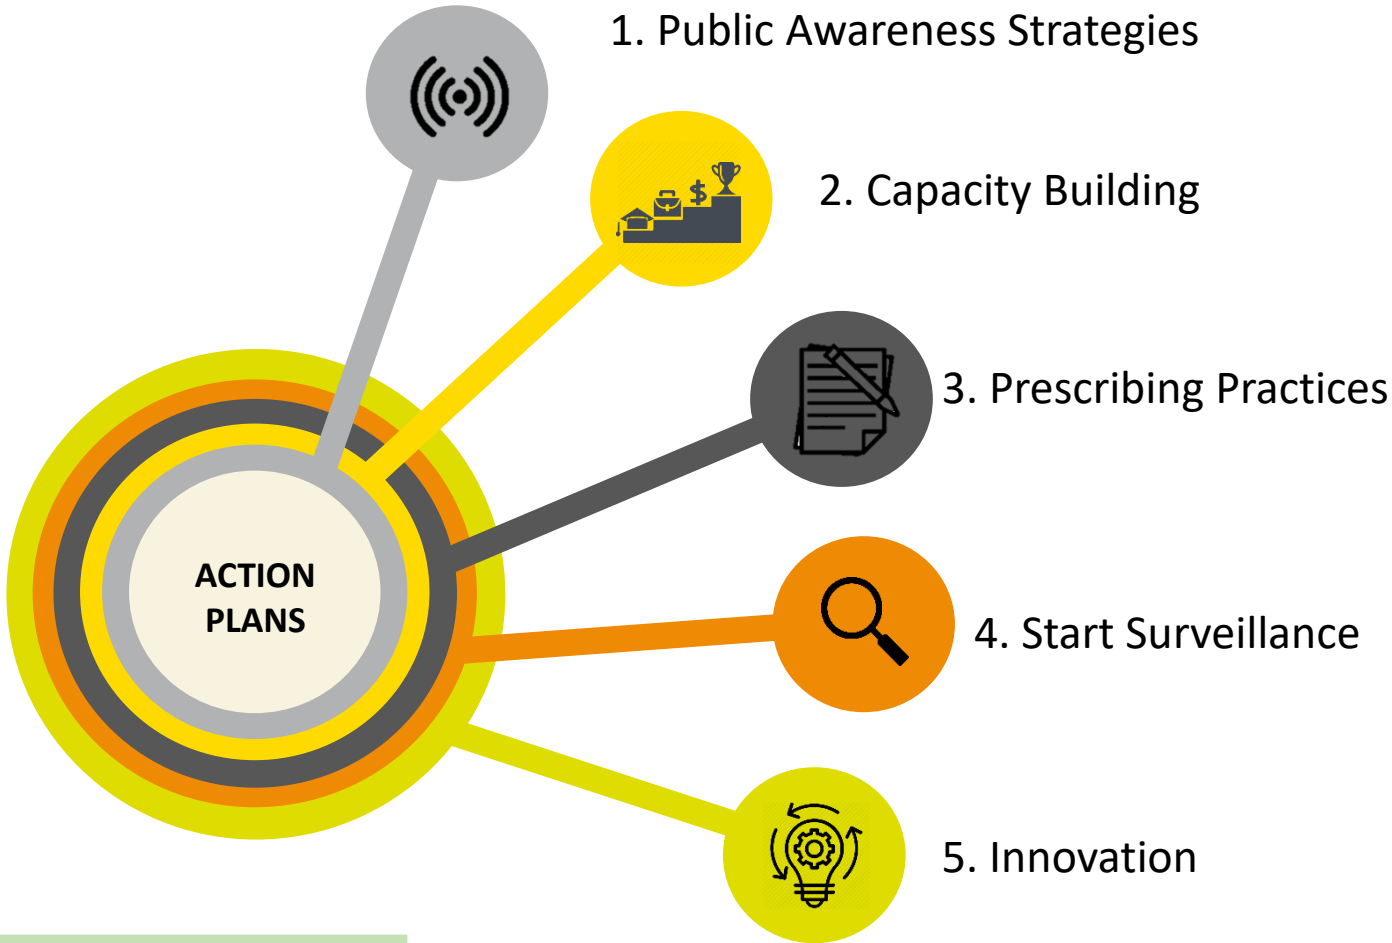 1. Public Awareness Strategies
2. Capacity Building
3. Prescribing Practices
ACTION
PLANS
4. Start Surveillance
5. Innovation